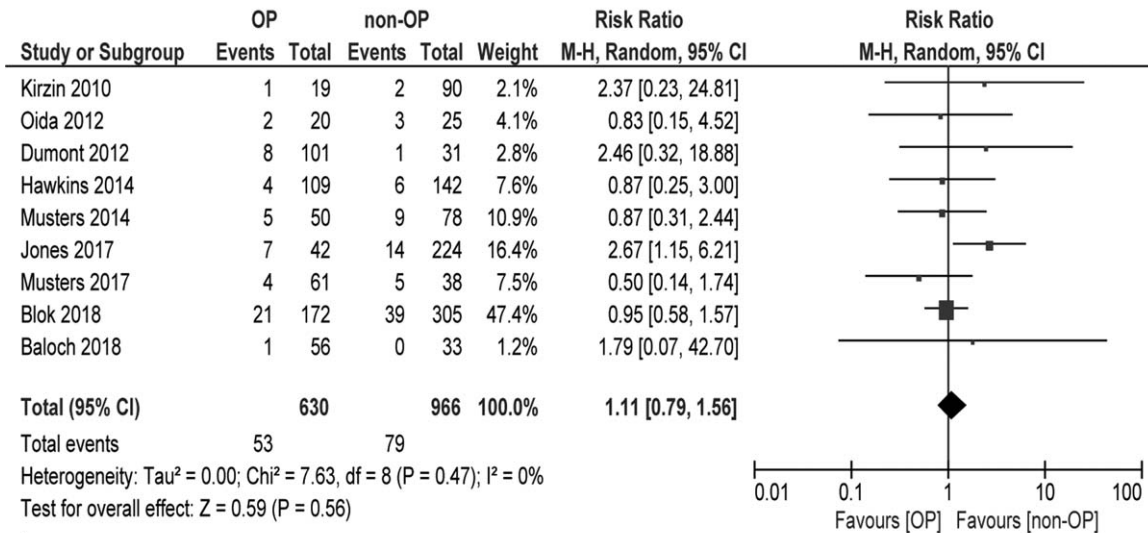 OP non-OP Risk Ratio Risk Ratio
Study or Subgroup Events Total Events Total Weight M-H, Random, 95% CI M-H, Random, 95% CI
Kirzin 2010 1 19 2 90 2.1% 2.37 [0.23, 24.81]
Oida 2012 2 20 3 25 4.1% 0.83 [0.15, 4.52]
Dumont 2012 8 101 1 31 2.8% 2.46 [0.32, 18.88]
Hawkins 2014 4 109 6 142 7.6% 0.87 [0.25, 3.00]
Musters 2014 5 50 9 78 10.9% 0.87 [0.31, 2.44]
Jones 2017 7 42 14 224 16.4% 2.67 [1.15, 6.21]
Musters 2017 4 61 5 38 7.5% 0.50 [0.14, 1.74]
Blok 2018 21 172 39 305 47.4% 0.95 [0.58, 1.57]
Baloch 2018 1 56 0 33 1.2% 1.79 [0.07, 42.70]
Total (95% CI) 630 966 100.0% 1.11 [0.79, 1.56]
Total events 53 79
Heterogeneity: Tau² = 0.00; Chi² = 7.63, df = 8 (P = 0.47); I² = 0%
Test for overall effect: Z = 0.59 (P = 0.56)
0.01 0.1 1 10 100
Favours [OP] Favours [non-OP]